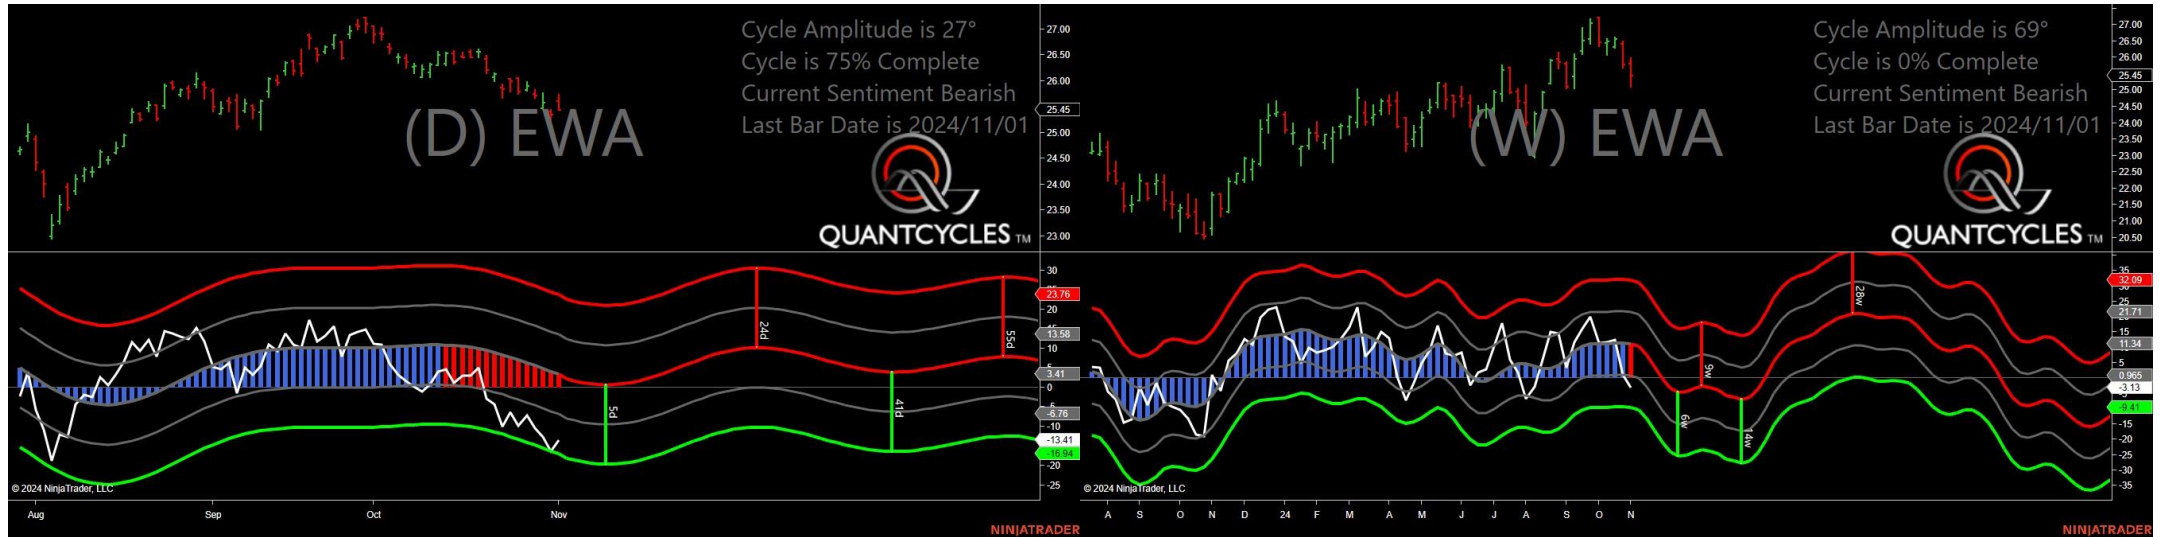 Cycle Amplitude is 27°
Cycle is 75% Complete
Current Sentiment Bearish
Last Bar Date is 2024/11/01
(D) EWA
QUANTCYCLES TM
27.00
26.50
26.00
25.45
25.00
24.50
24.00
23.50
23.00
30
23.76
13.58
10
3.41
0
-6.76
-10
-13.41
-16.94
-20
-25
24d
55d
5d
41d
© 2024 NinjaTrader, LLC
Aug
Sep
Oct
Nov
NINJATRADER
Cycle Amplitude is 69°
Cycle is 0% Complete
Current Sentiment Bearish
Last Bar Date is 2024/11/01
(W) EWA
QUANTCYCLES TM
27.00
26.50
26.00
25.45
25.00
24.50
24.00
23.50
23.00
22.50
22.00
21.50
21.00
20.50
35
32.09
25
21.71
15
11.34
5
0.965
-3.13
-9.41
-15
-20
-25
-30
-35
28w
9w
6w
14w
© 2024 NinjaTrader, LLC
A S O N D 24 F M A M J J A S O N
NINJATRADER